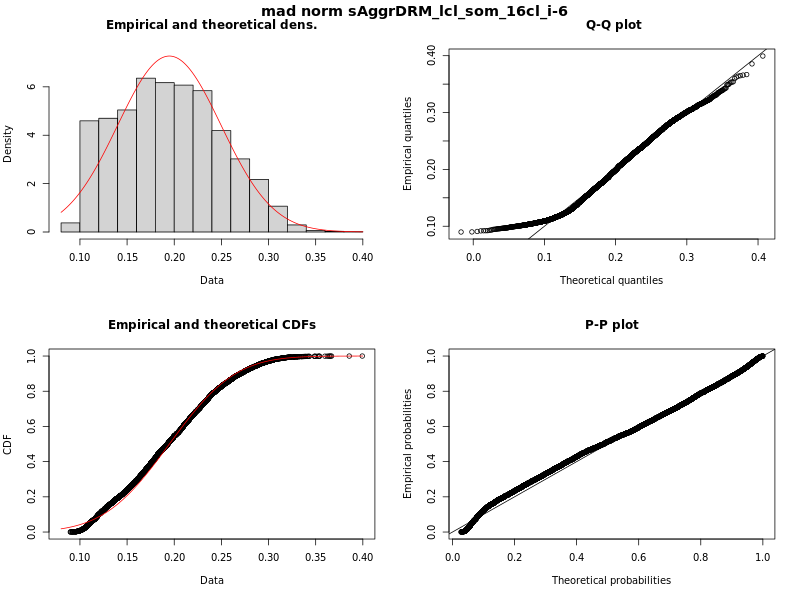 mad norm sAggrDRM_lcl_som_16cl_i-6
Empirical and theoretical dens.
Density
0 2 4 6
0.10 0.15 0.20 0.25 0.30 0.35 0.40
Data
Q-Q plot
Empirical quantiles
0.10 0.20 0.30 0.40
0.0 0.1 0.2 0.3 0.4
Theoretical quantiles
Empirical and theoretical CDFs
CDF
0.0 0.2 0.4 0.6 0.8 1.0
0.10 0.15 0.20 0.25 0.30 0.35 0.40
Data
P-P plot
Empirical probabilities
0.0 0.2 0.4 0.6 0.8 1.0
0.0 0.2 0.4 0.6 0.8 1.0
Theoretical probabilities